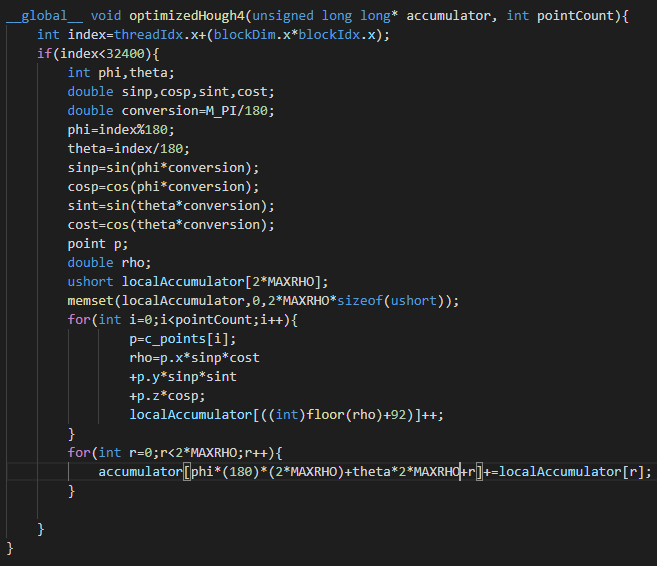 __global__ void optimizedHough4(unsigned long long* accumulator, int pointCount){
    int index=threadIdx.x+(blockDim.x*blockIdx.x);
    if(index<32400){
        int phi,theta;
        double sinp,cosp,sint,cost;
        double conversion=M_PI/180;
        phi=index%180;
        theta=index/180;
        sinp=sin(phi*conversion);
        cosp=cos(phi*conversion);
        sint=sin(theta*conversion);
        cost=cos(theta*conversion);
        point p;
        double rho;
        ushort localAccumulator[2*MAXRHO];
        memset(localAccumulator,0,2*MAXRHO*sizeof(ushort));
        for(int i=0;i<pointCount;i++){
                p=c_points[i];
                rho=p.x*sinp*cost
                +p.y*sinp*sint
                +p.z*cosp;
                localAccumulator[((int)floor(rho)+92)]++;
        }
        for(int r=0;r<2*MAXRHO;r++){
            accumulator[phi*(180)*(2*MAXRHO)+theta*2*MAXRHO+r]+=localAccumulator[r];
        }
    }
}